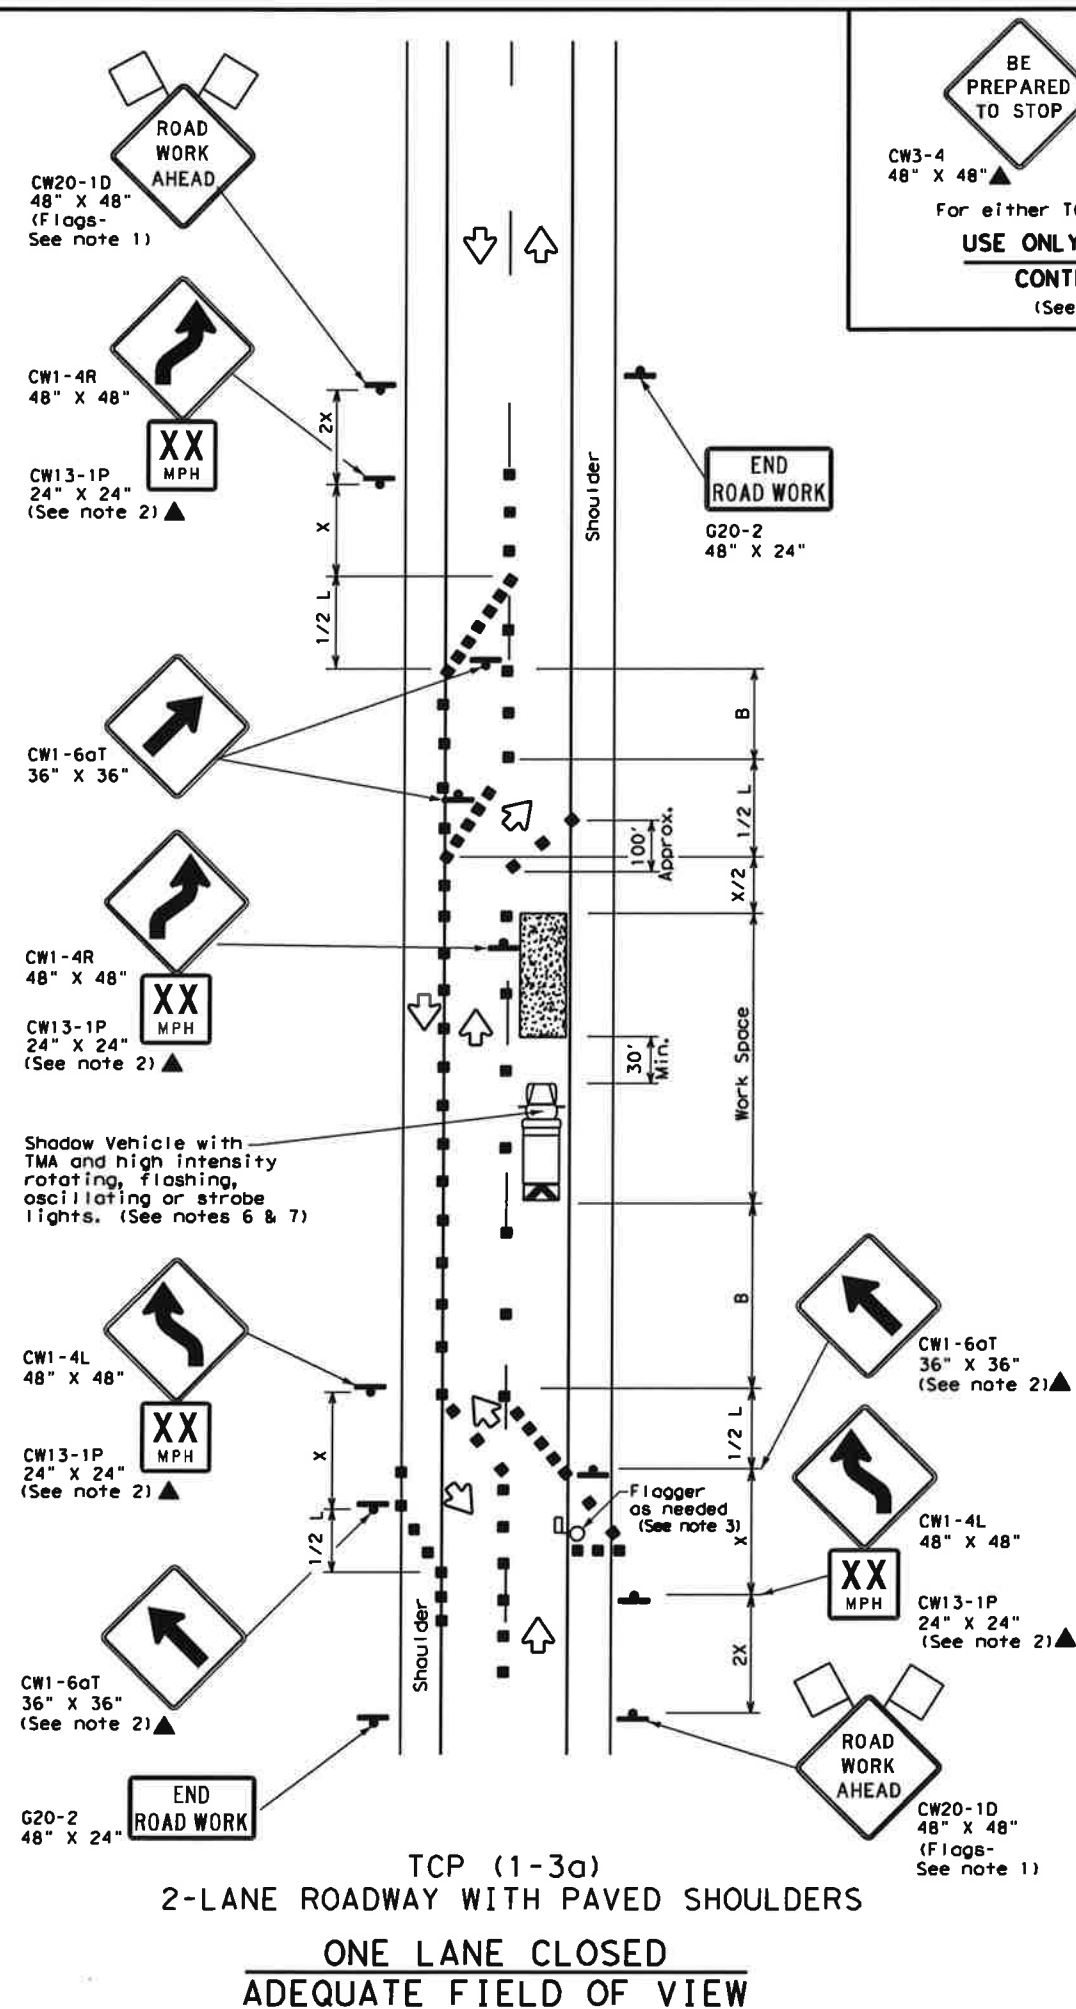 ROAD
WORK
AHEAD
CW20-1D
48" X 48"
(Flags-
See note 1)
CW1-4R
48" X 48"
XX
MPH
CW13-1P
24" X 24"
(See note 2)▲
2X
X
1/2 L
CW1-6aT
36" X 36"
CW1-4R
48" X 48"
XX
MPH
CW13-1P
24" X 24"
(See note 2)▲
Shadow Vehicle with
TMA and high intensity
rotating, flashing,
oscillating or strobe
lights. (See notes 6 & 7)
CW1-4L
48" X 48"
XX
MPH
CW13-1P
24" X 24"
(See note 2)▲
X
1/2 L
CW1-6aT
36" X 36"
(See note 2)▲
END
ROAD WORK
G20-2
48" X 24"
Shoulder
BE
PREPARED
TO STOP
CW3-4
48" X 48"▲
For either
USE ONLY
(See
Shoulder
END
ROAD WORK
G20-2
48" X 24"
B
1/2 L
100'
Approx.
X/2
Work Space
30'
Min.
B
1/2 L
X
2X
Flagger
as needed
(See note 3)
CW1-6aT
36" X 36"
(See note 2)▲
CW1-4L
48" X 48"
XX
MPH
CW13-1P
24" X 24"
(See note 2)▲
ROAD
WORK
AHEAD
CW20-1D
48" X 48"
(Flags-
See note 1)
TCP (1-3a)
2-LANE ROADWAY WITH PAVED SHOULDERS
ONE LANE CLOSED
ADEQUATE FIELD OF VIEW